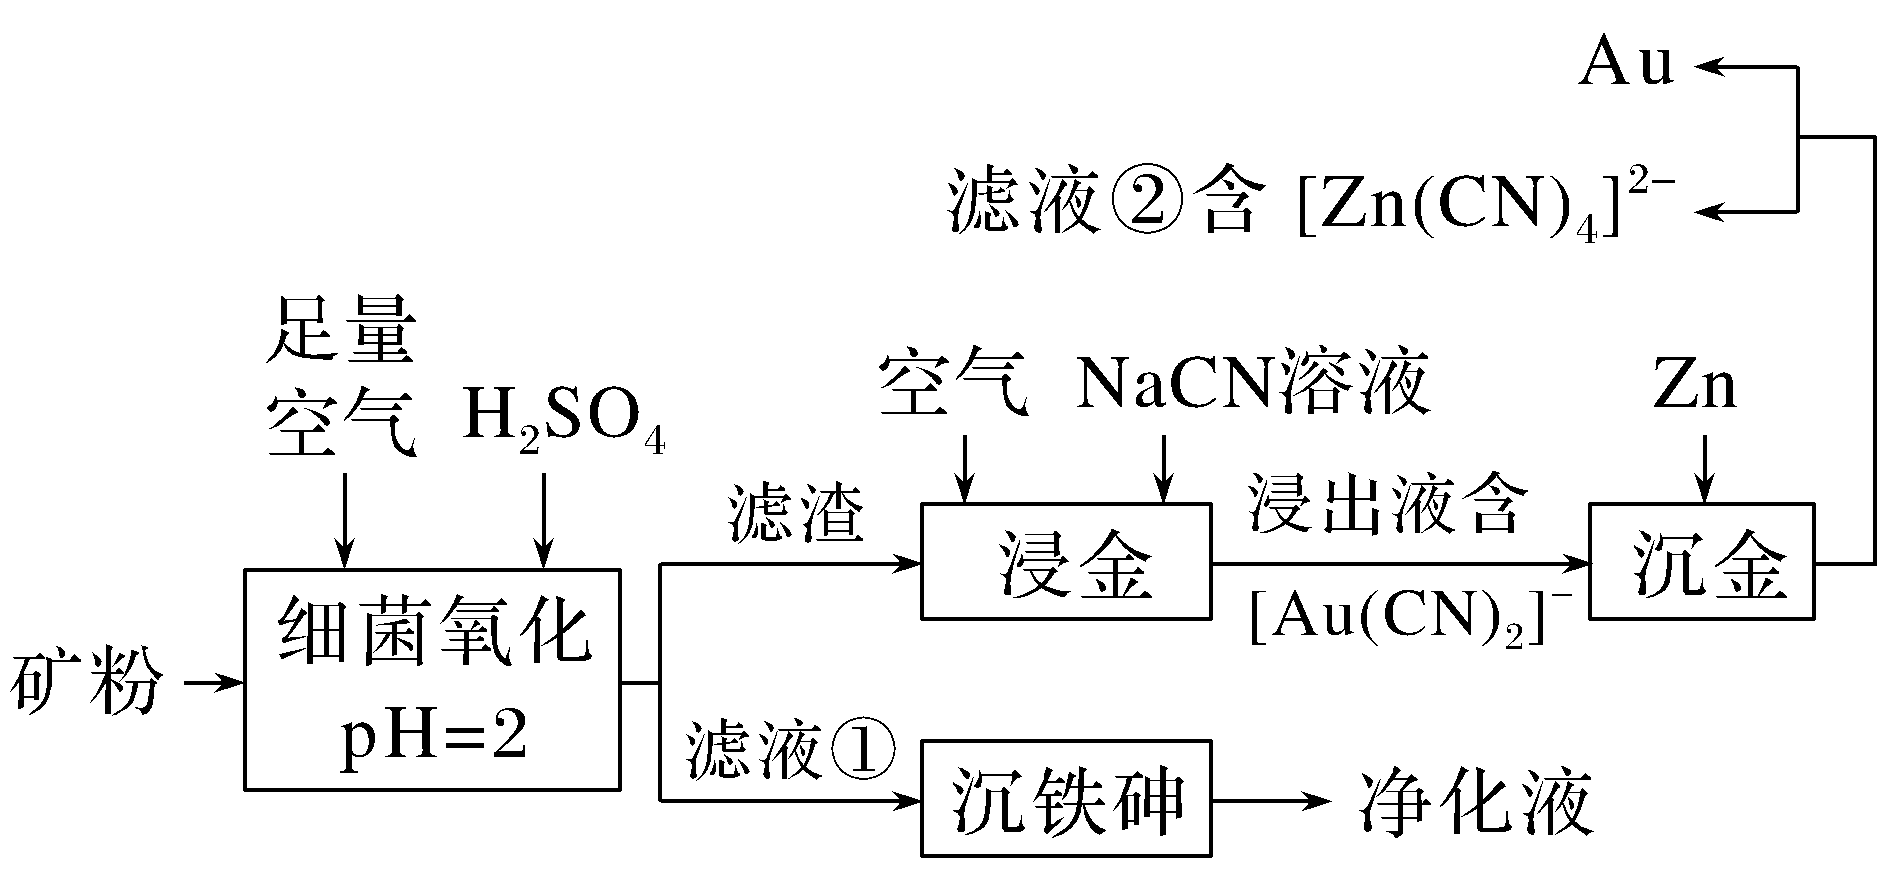 Au
滤液②含 [Zn(CN)₄]²⁻
足量
空气 H₂SO₄
空气 NaCN溶液 Zn
滤渣
浸出液含
浸金
沉金
[Au(CN)₂]⁻
矿粉
细菌氧化
pH=2
滤液①
沉铁砷
净化液